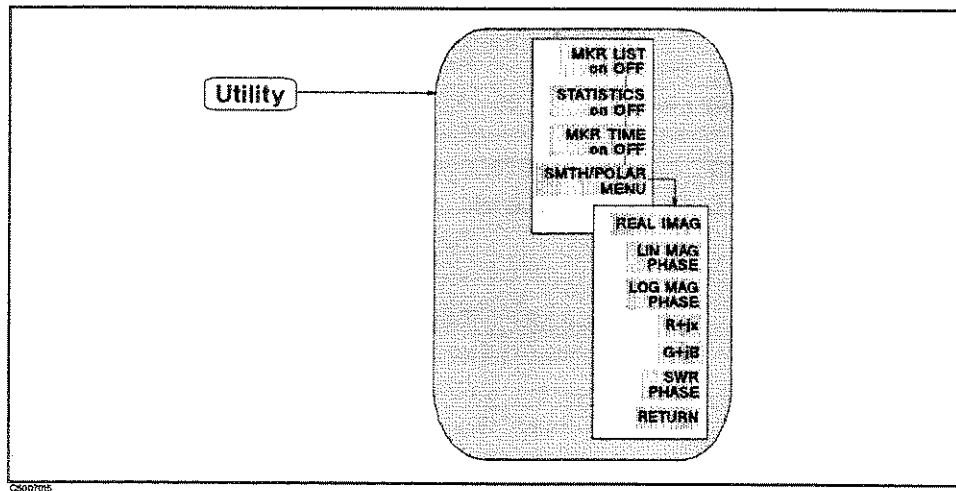 Utility
MKR LIST
on OFF
STATISTICS
on OFF
MKR TIME
on OFF
SMTH/POLAR
MENU
REAL IMAG
LIN MAG
PHASE
LOG MAG
PHASE
R+jx
G+jB
SWR
PHASE
RETURN